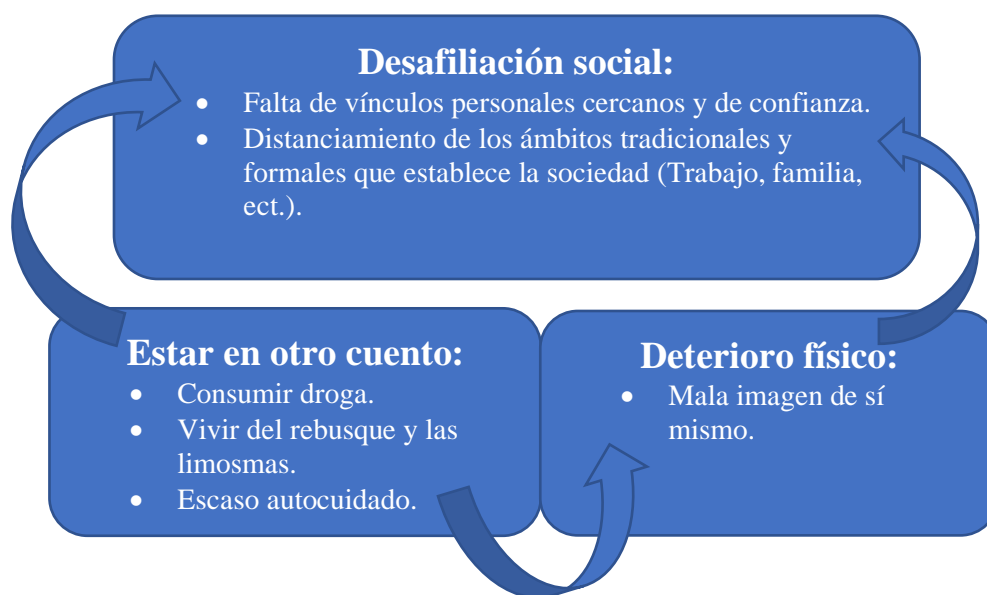 Desafiliación social:
• Falta de vínculos personales cercanos y de confianza.
• Distanciamiento de los ámbitos tradicionales y
formales que establece la sociedad (Trabajo, familia,
ect.).
Estar en otro cuento:
• Consumir droga.
• Vivir del rebusque y las
limosmas.
• Escaso autocuidado.
Deterioro físico:
• Mala imagen de sí
mismo.